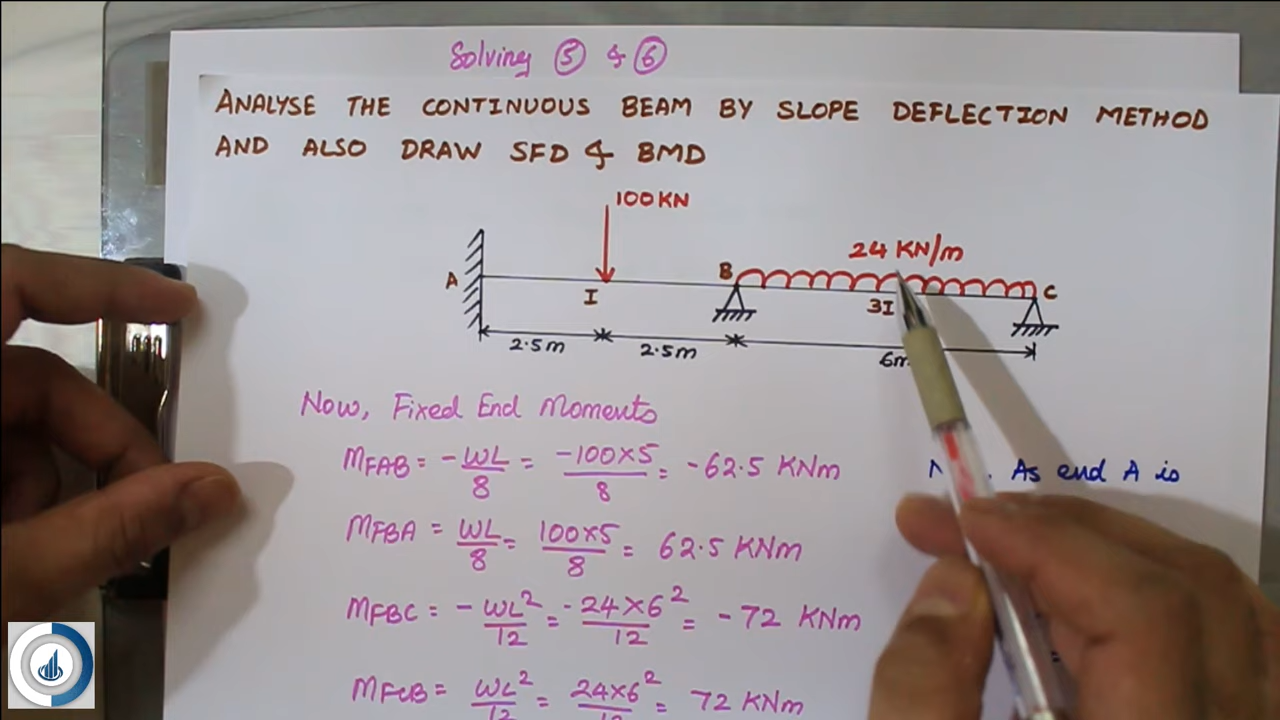 Solving ⑤ & ⑥
ANALYSE THE CONTINUOUS BEAM BY SLOPE DEFLECTION METHOD
AND ALSO DRAW SFD & BMD
100 KN
24 KN/m
A
B
C
I
3I
2.5m
2.5m
Now, Fixed End Moments
MFAB = -WL/8 = -100×5/8 = -62.5 KNm
As end A is
MFBA = WL/8 = 100×5/8 = 62.5 KNm
MFBC = -WL²/12 = -24×6²/12 = -72 KNm
MFCB = WL²/12 = 24×6²/12 = 72 KNm